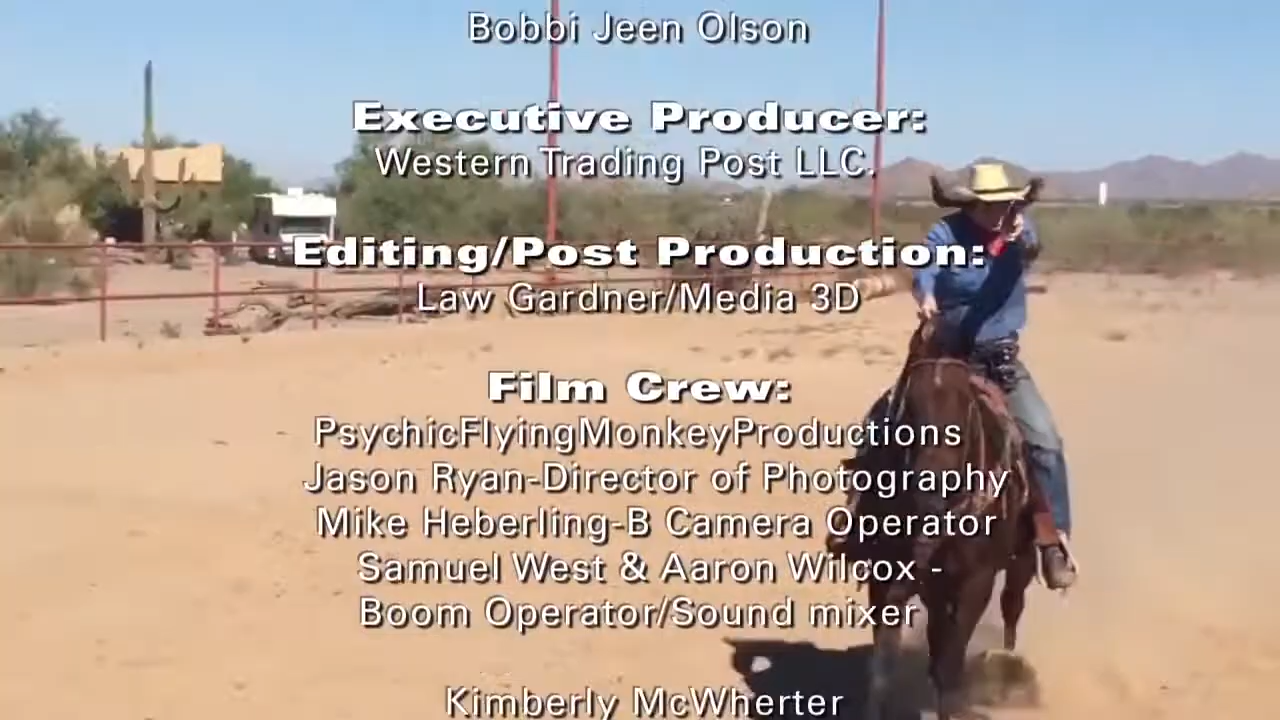 Bobbi Jeen Olson
Executive Producer:
Western Trading Post LLC.
Editing/Post Production:
Law Gardner/Media 3D
Film Crew:
PsychicFlyingMonkeyProductions
Jason Ryan-Director of Photography
Mike Heberling-B Camera Operator
Samuel West & Aaron Wilcox -
Boom Operator/Sound mixer
Kimberly McWherter